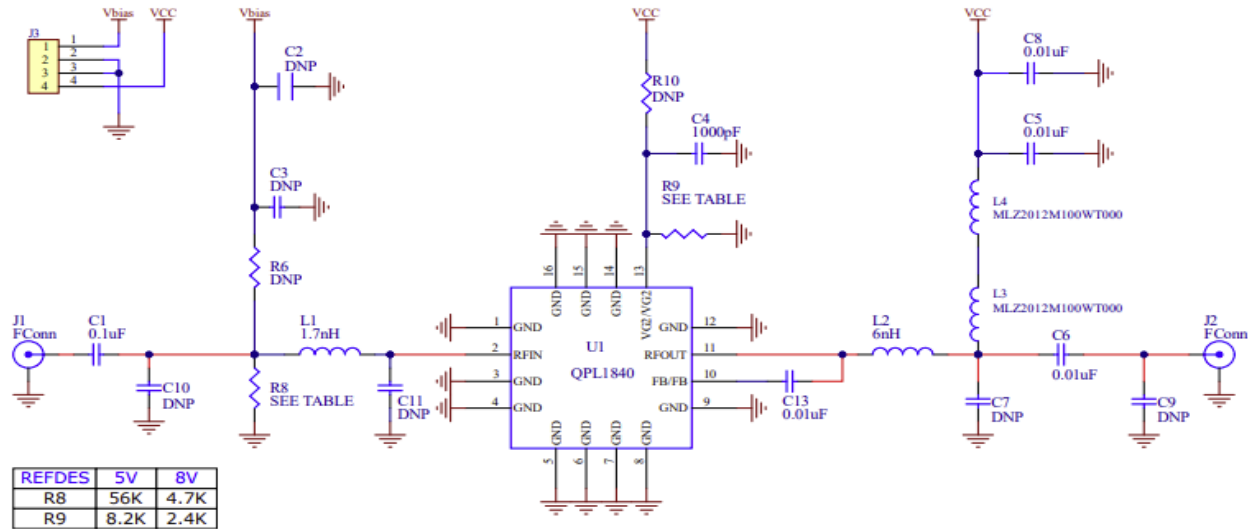 Vbias
VCC
J3
1
2
3
4
1
2
3
4
Vbias
C2
DNP
C3
DNP
R6
DNP
J1
FConn
C1
0.1uF
C10
DNP
R8
SEE TABLE
L1
1.7nH
C11
DNP
VCC
R10
DNP
C4
1000pF
R9
SEE TABLE
16
15
14
13
GND
GND
GND
VG2/VG2
1
GND
2
RFIN
3
GND
4
GND
U1
QPL1840
GND
12
RFOUT
11
FB/FB
10
GND
9
GND
GND
GND
GND
5
6
7
8
C13
0.01uF
L2
6nH
VCC
C8
0.01uF
C5
0.01uF
L4
MLZ2012M100WT000
L3
MLZ2012M100WT000
C6
0.01uF
C7
DNP
C9
DNP
J2
FConn
REFDES 5V 8V
R8 56K 4.7K
R9 8.2K 2.4K